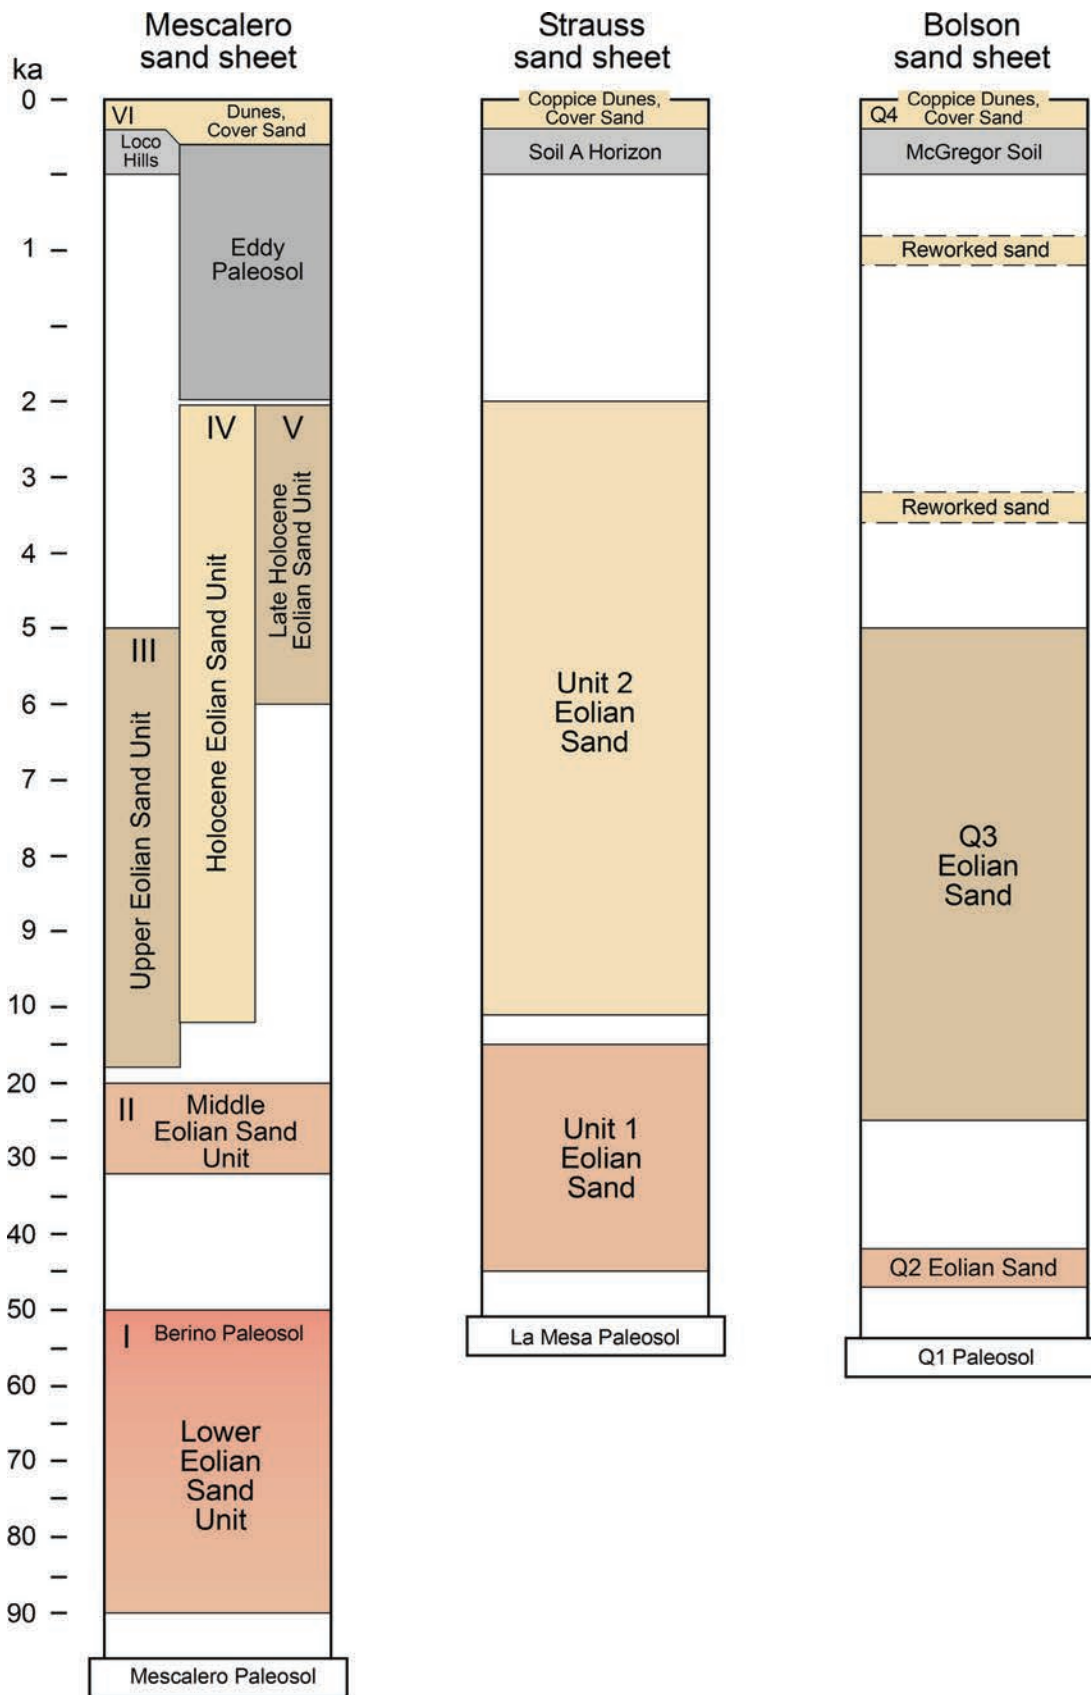 Mescalero
sand sheet
Strauss
sand sheet
Bolson
sand sheet
ka
0
1
2
3
4
5
6
7
8
9
10
20
30
40
50
60
70
80
90
VI
Dunes,
Cover Sand
Loco
Hills
Eddy
Paleosol
III
Upper Eolian Sand Unit
IV
Holocene Eolian Sand Unit
V
Late Holocene
Eolian Sand Unit
II
Middle
Eolian Sand
Unit
I
Berino Paleosol
Lower
Eolian
Sand
Unit
Mescalero Paleosol
Coppice Dunes,
Cover Sand
Soil A Horizon
Unit 2
Eolian
Sand
Unit 1
Eolian
Sand
La Mesa Paleosol
Q4
Coppice Dunes,
Cover Sand
McGregor Soil
Reworked sand
Reworked sand
Q3
Eolian
Sand
Q2 Eolian Sand
Q1 Paleosol